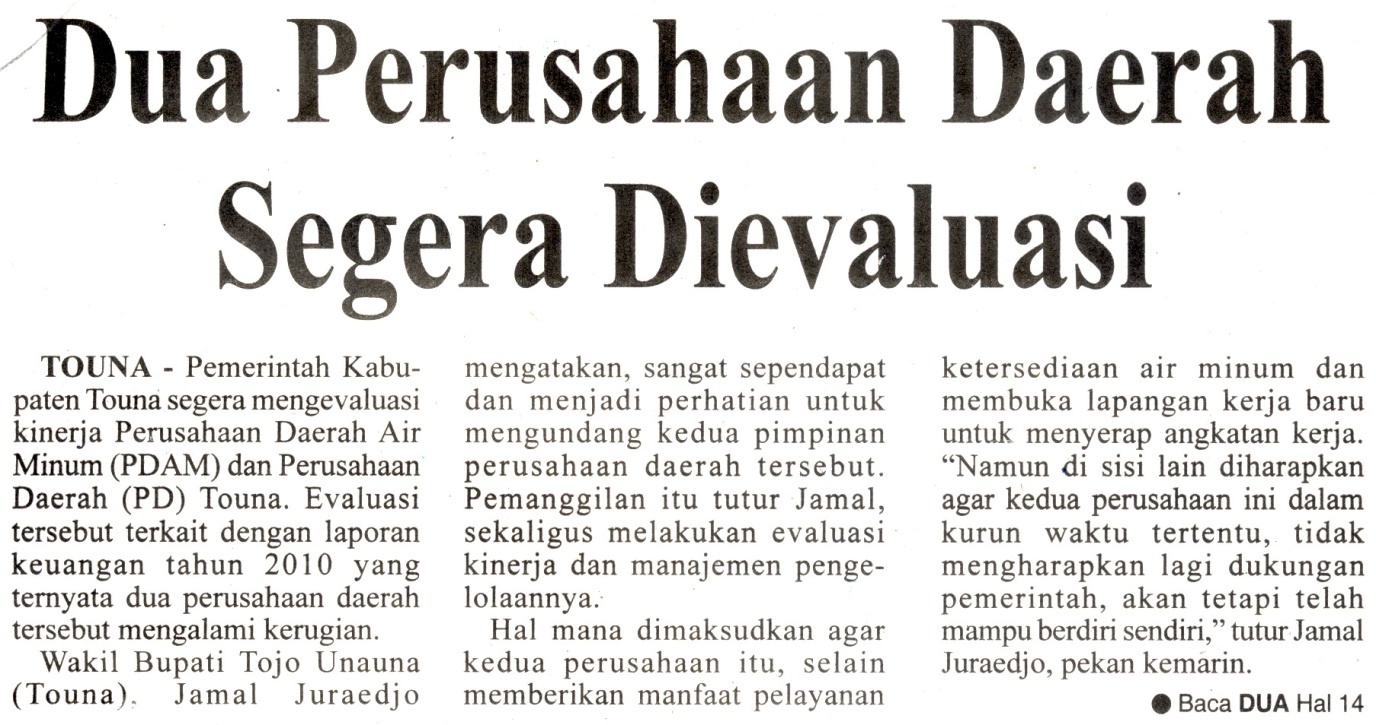 Dua Perusahaan Daerah
Segera Dievaluasi
TOUNA - Pemerintah Kabu-
paten Touna segera mengevaluasi
kinerja Perusahaan Daerah Air
Minum (PDAM) dan Perusahaan
Daerah (PD) Touna. Evaluasi
tersebut terkait dengan laporan
keuangan tahun 2010 yang
ternyata dua perusahaan daerah
tersebut mengalami kerugian.
Wakil Bupati Tojo Unauna
(Touna), Jamal Juraedjo
mengatakan, sangat sependapat
dan menjadi perhatian untuk
mengundang kedua pimpinan
perusahaan daerah tersebut.
Pemanggilan itu tutur Jamal,
sekaligus melakukan evaluasi
kinerja dan manajemen penge-
lolaannya.
Hal mana dimaksudkan agar
kedua perusahaan itu, selain
memberikan manfaat pelayanan
ketersediaan air minum dan
membuka lapangan kerja baru
untuk menyerap angkatan kerja.
“Namun di sisi lain diharapkan
agar kedua perusahaan ini dalam
kurun waktu tertentu, tidak
mengharapkan lagi dukungan
pemerintah, akan tetapi telah
mampu berdiri sendiri,” tutur Jamal
Juraedjo, pekan kemarin.
● Baca DUA Hal 14